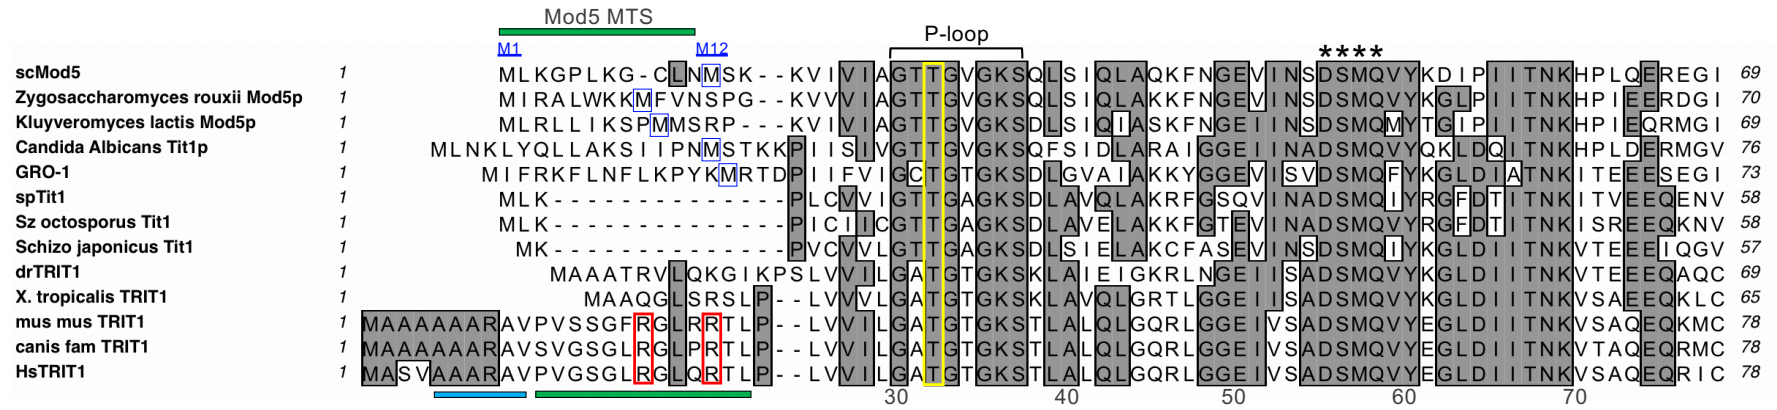 Mod5 MTS
M1 M12 P-loop ****
scMod5 1 MLKGPLKG-CLNMSK--KVIVIAGTTGVGKSQLSIQLAQKFNGEVINSDSMQVYKDIPIITNKHPLQEREGI 69
Zygosaccharomyces rouxii Mod5p 1 MIRALWKKMFVNSPG--KVVVIAGTTGVGKSQLSIQLAKKFNGEVINSDSMQVYKGLPIITNKHPIEERDGI 70
Kluyveromyces lactis Mod5p 1 MLRLLIKSPMMSRP---KVIVIAGTTGVGKSDLSIQIASKFNGEIINSDSMQMYTGIPIITNKHPIEQRMGI 69
Candida Albicans Tit1p 1 MLNKLYQLLAKSIIPNMSTKKPIISIVGTTGVGKSQFSIDLARAIGGEIINADSMQVYQKLDQITNKHPLDERMGV 76
GRO-1 1 MIFRKFLNFLKPYKMRTDPIIFVIGCTGTGKSDLGVAIAKKYGGEVISVDSMQFYKGLDIATNKITEEESEGI 73
spTit1 1 MLK--------------PLCVVIGTTGAGKSDLAVQLAKRFGSQVINADSMQIYRGFDTITNKITVEEQENV 58
Sz octosporus Tit1 1 MLK--------------PICIICGTTGAGKSDLAVELAKKFGTEVINADSMQVYRGFDTITNKISREEQKNV 58
Schizo japonicus Tit1 1 MK--------------PVCVVLGTTGAGKSDLSIELAKCFASEVINSDSMQIYKGLDIITNKVTEEEIQGV 57
drTRIT1 1 MAAATRVLQKGIKPSLVVILGATGTGKSKLAIEIGKRLNGEIISADSMQVYKGLDIITNKVTEEEQAQC 69
X. tropicalis TRIT1 1 MAAQGLSRSLP--LVVVLGATGTGKSKLAVQLGRTLGGEIISADSMQVYKGLDIITNKVSAEEQKLC 65
mus mus TRIT1 1 MAAAAAARAVPVSSGFRGLRRTLP--LVVILGATGTGKSTLALQLGQRLGGEIVSADSMQVYEGLDIITNKVSAQEQKMC 78
canis fam TRIT1 1 MAAAAAARAVSVGSGLRGLPRTLP--LVVILGATGTGKSTLALQLGQRLGGEIVSADSMQVYEGLDIITNKVTAQEQRMC 78
HsTRIT1 1 MASVAAARAVPVGSGLRGLQRTLP--LVVILGATGTGKSTLALQLGQRLGGEIVSADSMQVYEGLDIITNKVSAQEQRIC 78
30 40 50 60 70